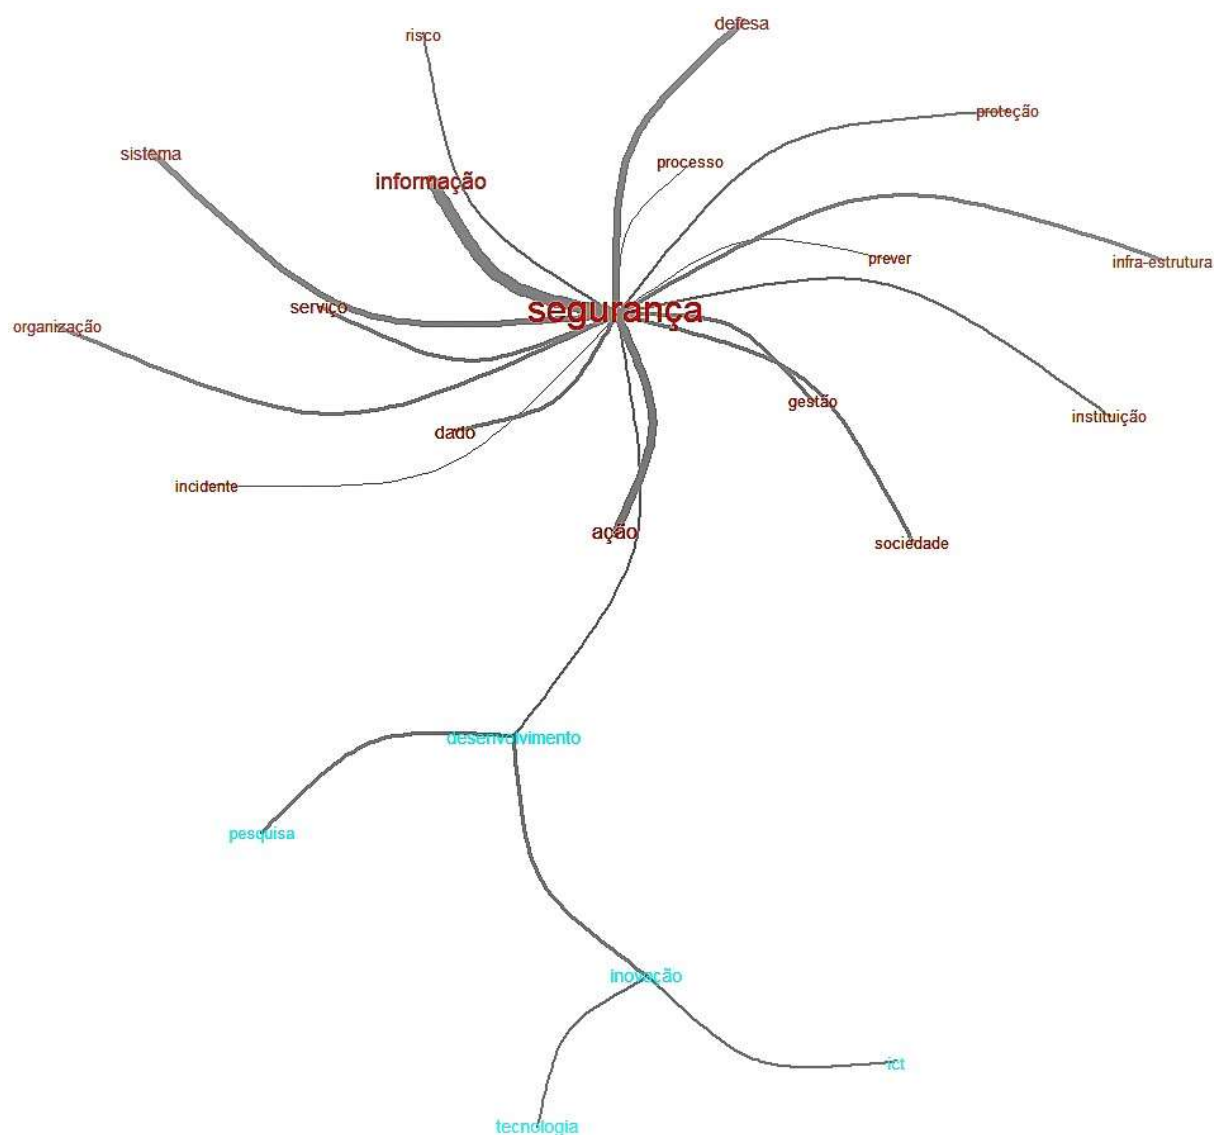 defesa
risco
proteção
sistema
processo
informação
prever
infra-estrutura
serviço
segurança
organização
gestão
instituição
dado
incidente
ação
sociedade
desenvolvimento
pesquisa
inovação
ict
tecnologia